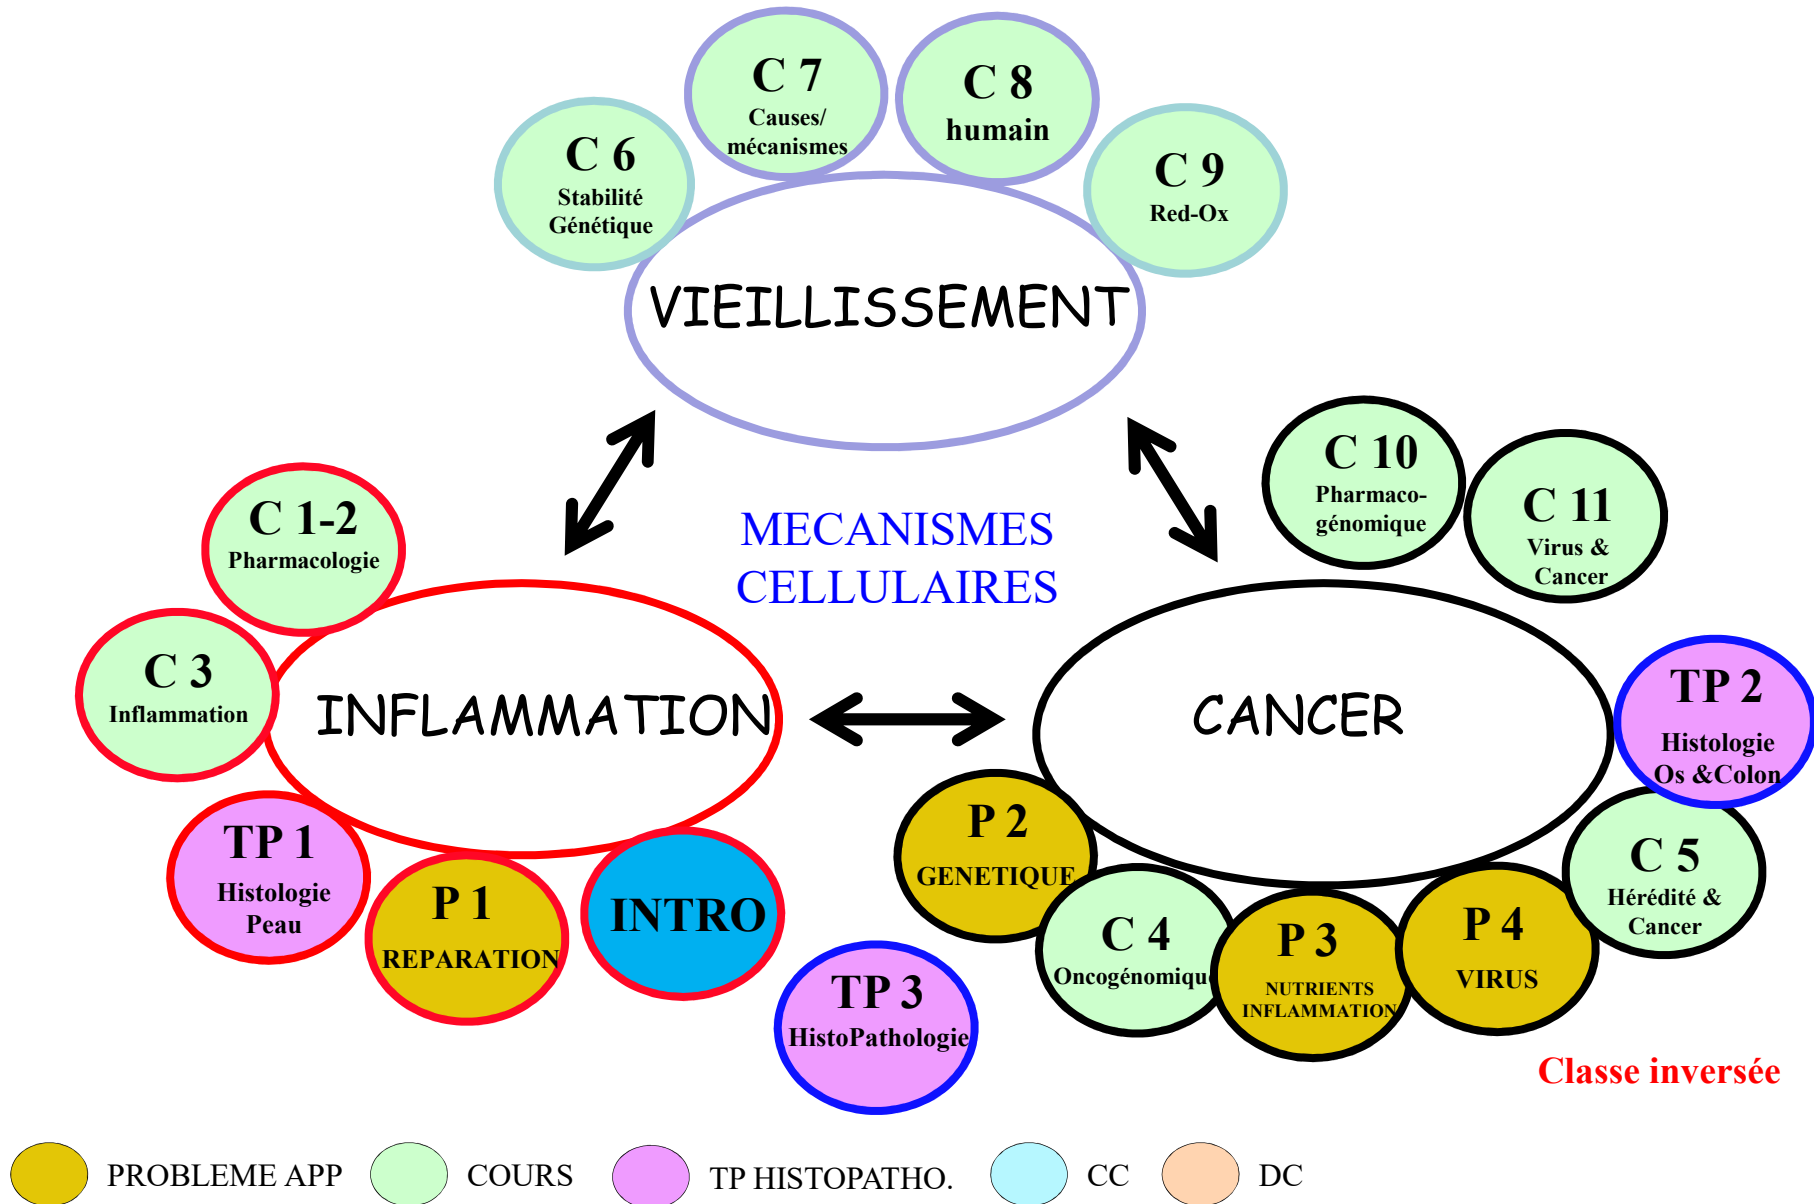 C 7
Causes/
mécanismes
C 8
humain
C 6
Stabilité
Génétique
C 9
Red-Ox
VIEILLISSEMENT
C 10
Pharmaco-
génomique
C 11
Virus &
Cancer
C 1-2
Pharmacologie
MECANISMES
CELLULAIRES
C 3
Inflammation
INFLAMMATION
CANCER
TP 2
Histologie
Os &Colon
TP 1
Histologie
Peau
P 1
REPARATION
INTRO
P 2
GENETIQUE
C 4
Oncogénomiqu
P 3
NUTRIENTS
INFLAMMATION
P 4
VIRUS
C 5
Hérédité &
Cancer
TP 3
HistoPathologie
Classe inversée
PROBLEME APP
COURS
TP HISTOPATHO.
CC
DC